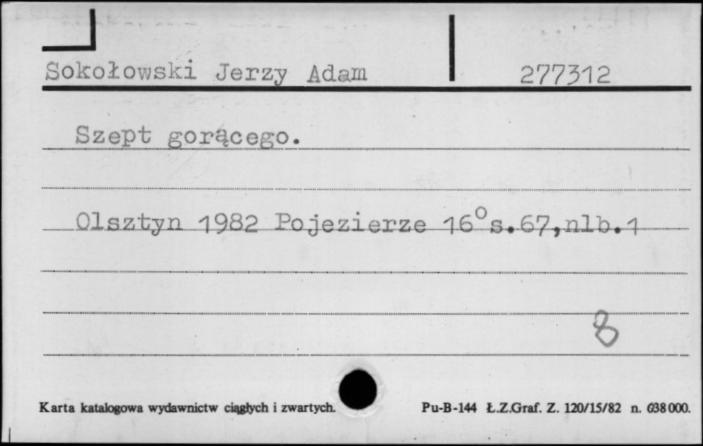 Sokołowski Jerzy Adam 277312
Szept gorącego.
Olsztyn 1982 Pojezierze 16° s.67,nlb.1
8
Karta katalogowa wydawnictw ciągłych i zwartych. Pu-B-144 Ł.Z.Graf. Z. 120/15/82 n. 638 000.